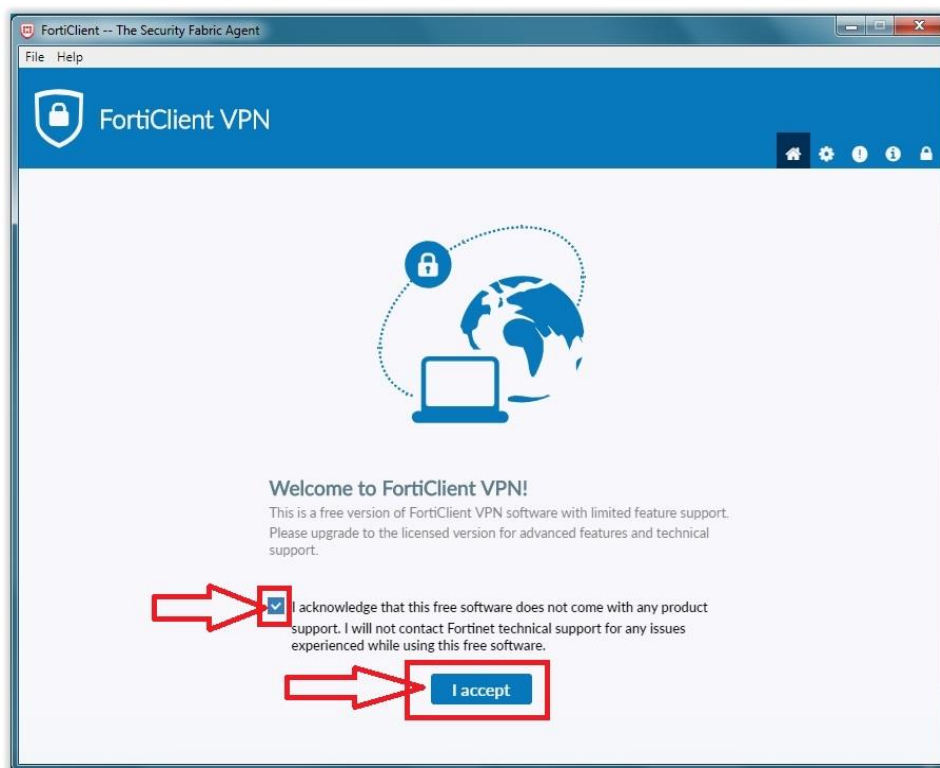 FortiClient -- The Security Fabric Agent
File Help
FortiClient VPN
Welcome to FortiClient VPN!
This is a free version of FortiClient VPN software with limited feature support.
Please upgrade to the licensed version for advanced features and technical
support.
I acknowledge that this free software does not come with any product
support. I will not contact Fortinet technical support for any issues
experienced while using this free software.
I accept